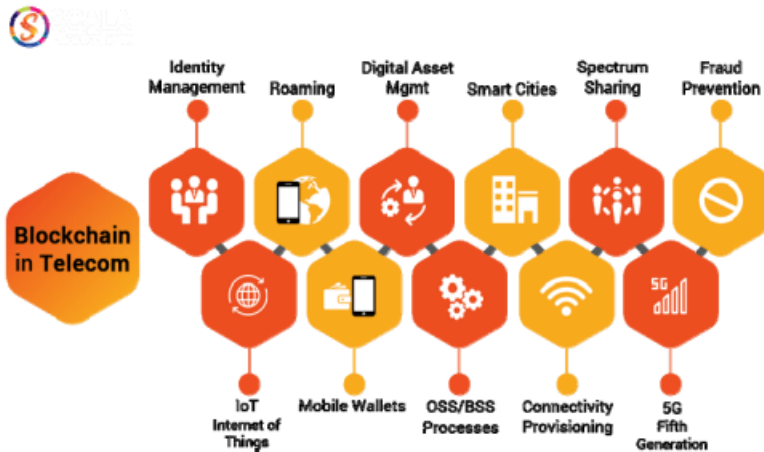 Blockchain
in Telecom
Identity
Management
Roaming
Digital Asset
Mgmt
Smart Cities
Spectrum
Sharing
Fraud
Prevention
5G
IoT
Internet of
Things
Mobile Wallets
OSS/BSS
Processes
Connectivity
Provisioning
5G
Fifth
Generation